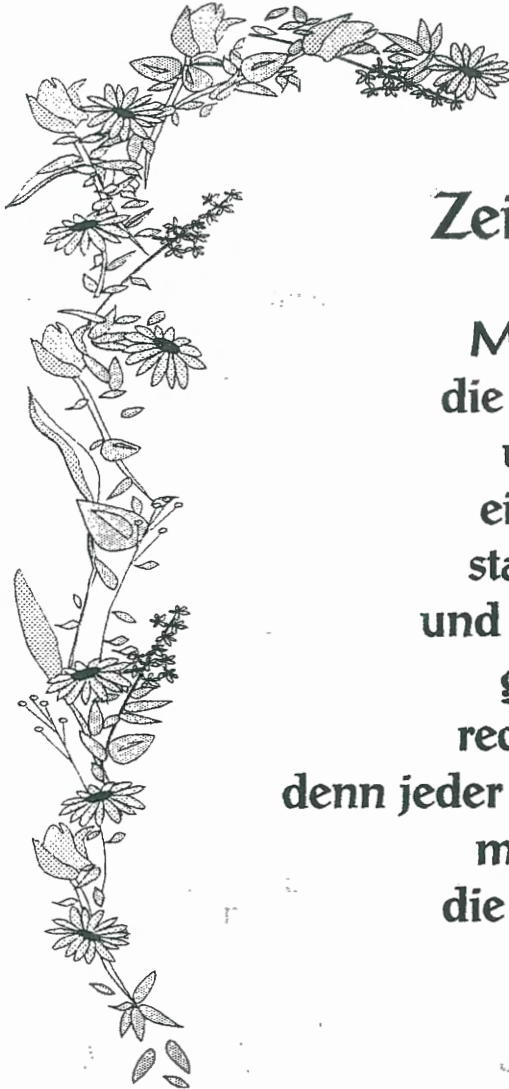 Zei
M
die
u
ei
sta
und
g
rec
denn jeder
m
die